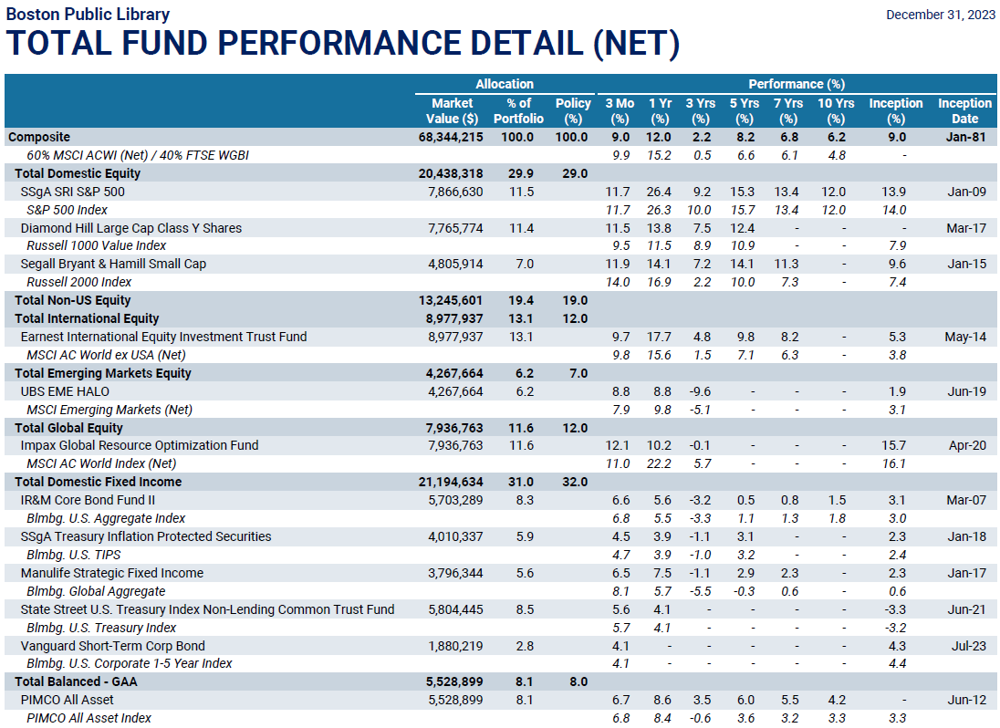 Boston Public Library December 31, 2023
TOTAL FUND PERFORMANCE DETAIL (NET)
Allocation Performance (%)
Market % of Policy 3 Mo 1 Yr 3 Yrs 5 Yrs 7 Yrs 10 Yrs Inception Inception
Value ($) Portfolio (%) (%) (%) (%) (%) (%) (%) (%) Date
Composite 68,344,215 100.0 100.0 9.0 12.0 2.2 8.2 6.8 6.2 9.0 Jan-81
60% MSCI ACWI (Net) / 40% FTSE WGBI 9.9 15.2 0.5 6.6 6.1 4.8 -
Total Domestic Equity 20,438,318 29.9 29.0
SSgA SRI S&P 500 7,866,630 11.5 11.7 26.4 9.2 15.3 13.4 12.0 13.9 Jan-09
S&P 500 Index 11.7 26.3 10.0 15.7 13.4 12.0 14.0
Diamond Hill Large Cap Class Y Shares 7,765,774 11.4 11.5 13.8 7.5 12.4 - - - Mar-17
Russell 1000 Value Index 9.5 11.5 8.9 10.9 - - 7.9
Segall Bryant & Hamill Small Cap 4,805,914 7.0 11.9 14.1 7.2 14.1 11.3 - 9.6 Jan-15
Russell 2000 Index 14.0 16.9 2.2 10.0 7.3 - 7.4
Total Non-US Equity 13,245,601 19.4 19.0
Total International Equity 8,977,937 13.1 12.0
Earnest International Equity Investment Trust Fund 8,977,937 13.1 9.7 17.7 4.8 9.8 8.2 - 5.3 May-14
MSCI AC World ex USA (Net) 9.8 15.6 1.5 7.1 6.3 - 3.8
Total Emerging Markets Equity 4,267,664 6.2 7.0
UBS EME HALO 4,267,664 6.2 8.8 8.8 -9.6 - - - 1.9 Jun-19
MSCI Emerging Markets (Net) 7.9 9.8 -5.1 - - - 3.1
Total Global Equity 7,936,763 11.6 12.0
Impax Global Resource Optimization Fund 7,936,763 11.6 12.1 10.2 -0.1 - - - 15.7 Apr-20
MSCI AC World Index (Net) 11.0 22.2 5.7 - - - 16.1
Total Domestic Fixed Income 21,194,634 31.0 32.0
IR&M Core Bond Fund II 5,703,289 8.3 6.6 5.6 -3.2 0.5 0.8 1.5 3.1 Mar-07
Blmbg. U.S. Aggregate Index 6.8 5.5 -3.3 1.1 1.3 1.8 3.0
SSgA Treasury Inflation Protected Securities 4,010,337 5.9 4.5 3.9 -1.1 3.1 - - 2.3 Jan-18
Blmbg. U.S. TIPS 4.7 3.9 -1.0 3.2 - - 2.4
Manulife Strategic Fixed Income 3,796,344 5.6 6.5 7.5 -1.1 2.9 2.3 - 2.3 Jan-17
Blmbg. Global Aggregate 8.1 5.7 -5.5 -0.3 0.6 - 0.6
State Street U.S. Treasury Index Non-Lending Common Trust Fund 5,804,445 8.5 5.6 4.1 - - - - -3.3 Jun-21
Blmbg. U.S. Treasury Index 5.7 4.1 - - - - -3.2
Vanguard Short-Term Corp Bond 1,880,219 2.8 4.1 - - - - - 4.3 Jul-23
Blmbg. U.S. Corporate 1-5 Year Index 4.1 - - - - - 4.4
Total Balanced - GAA 5,528,899 8.1 8.0
PIMCO All Asset 5,528,899 8.1 6.7 8.6 3.5 6.0 5.5 4.2 - Jun-12
PIMCO All Asset Index 6.8 8.4 -0.6 3.6 3.2 3.3 3.3